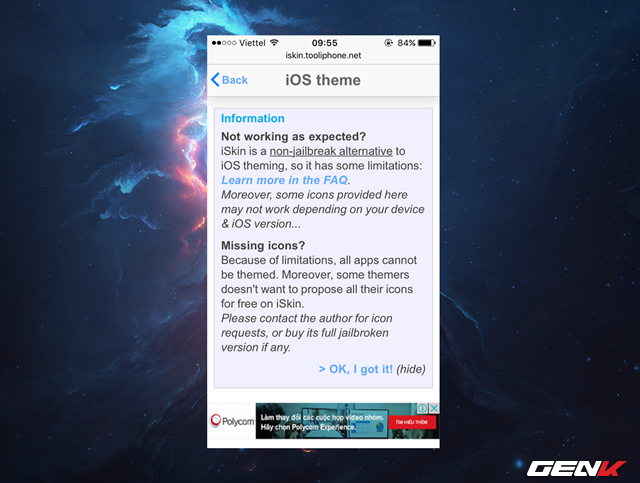 Viettel 09:55 84%
iskin.tooliphone.net
Back iOS theme
Information
Not working as expected?
iSkin is a non-jailbreak alternative to
iOS theming, so it has some limitations:
Learn more in the FAQ.
Moreover, some icons provided here
may not work depending on your device
& iOS version...
Missing icons?
Because of limitations, all apps cannot
be themed. Moreover, some themers
doesn't want to propose all their icons
for free on iSkin.
Please contact the author for icon
requests, or buy its full jailbroken
version if any.
> OK, I got it! (hide)
Polycom
Làm thay đổi các cuộc họp video nhóm.
Hãy chọn Polycom Experience.
TÌM HIỂU THÊM
GENK